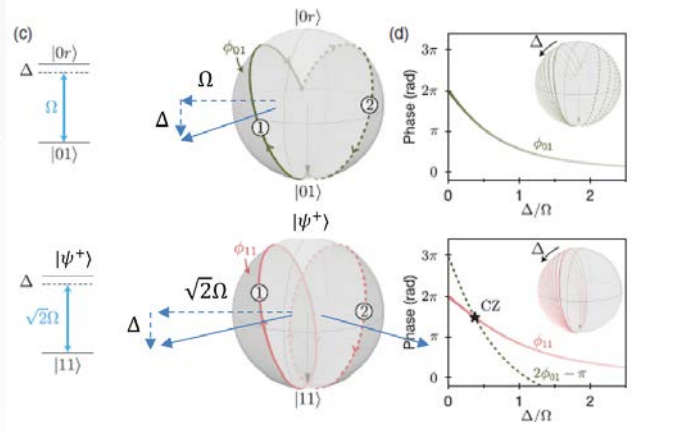 (c)
|0r⟩
Δ
Ω
|01⟩
|0r⟩
ϕ₀₁
Ω
Δ
①
②
|01⟩
(d)
Phase (rad)
3π
2π
π
0
Δ
ϕ₀₁
0 1 2
Δ/Ω
|ψ⁺⟩
Δ
√2Ω
|11⟩
|ψ⁺⟩
ϕ₁₁
√2Ω
Δ
①
②
|11⟩
Phase (rad)
3π
2π
π
0
Δ
CZ
ϕ₁₁
2ϕ₀₁ − π
0 1 2
Δ/Ω